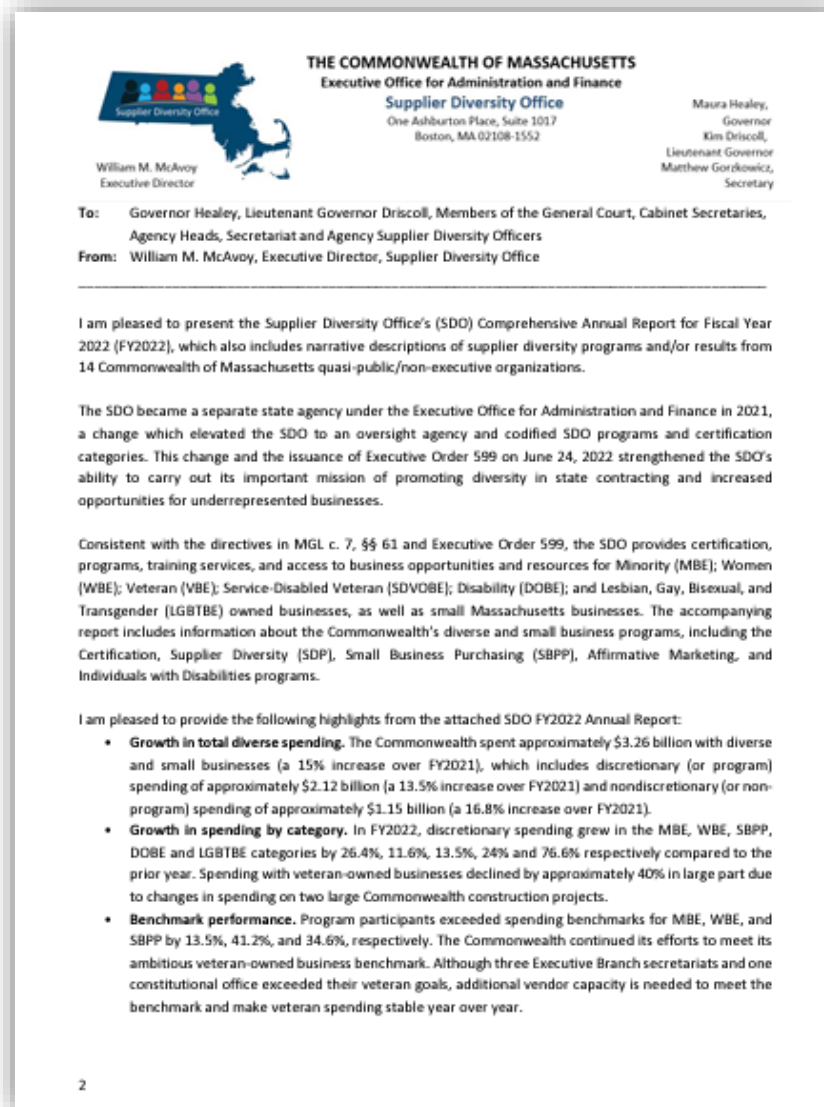 THE COMMONWEALTH OF MASSACHUSETTS
Executive Office for Administration and Finance
Supplier Diversity Office
One Ashburton Place, Suite 1017
Boston, MA 02108-1552
Supplier Diversity Office
William M. McAvoy
Executive Director
Maura Healey,
Governor
Kim Driscoll,
Lieutenant Governor
Matthew Gorzkowicz,
Secretary
To: Governor Healey, Lieutenant Governor Driscoll, Members of the General Court, Cabinet Secretaries,
Agency Heads, Secretariat and Agency Supplier Diversity Officers
From: William M. McAvoy, Executive Director, Supplier Diversity Office
I am pleased to present the Supplier Diversity Office's (SDO) Comprehensive Annual Report for Fiscal Year
2022 (FY2022), which also includes narrative descriptions of supplier diversity programs and/or results from
14 Commonwealth of Massachusetts quasi-public/non-executive organizations.
The SDO became a separate state agency under the Executive Office for Administration and Finance in 2021,
a change which elevated the SDO to an oversight agency and codified SDO programs and certification
categories. This change and the issuance of Executive Order 599 on June 24, 2022 strengthened the SDO's
ability to carry out its important mission of promoting diversity in state contracting and increased
opportunities for underrepresented businesses.
Consistent with the directives in MGL c. 7, §§ 61 and Executive Order 599, the SDO provides certification,
programs, training services, and access to business opportunities and resources for Minority (MBE); Women
(WBE); Veteran (VBE); Service-Disabled Veteran (SDVOBE); Disability (DOBE); and Lesbian, Gay, Bisexual, and
Transgender (LGBTBE) owned businesses, as well as small Massachusetts businesses. The accompanying
report includes information about the Commonwealth's diverse and small business programs, including the
Certification, Supplier Diversity (SDP), Small Business Purchasing (SBPP), Affirmative Marketing, and
Individuals with Disabilities programs.
I am pleased to provide the following highlights from the attached SDO FY2022 Annual Report:
• Growth in total diverse spending. The Commonwealth spent approximately $3.26 billion with diverse
and small businesses (a 15% increase over FY2021), which includes discretionary (or program)
spending of approximately $2.12 billion (a 13.5% increase over FY2021) and nondiscretionary (or non-
program) spending of approximately $1.15 billion (a 16.8% increase over FY2021).
• Growth in spending by category. In FY2022, discretionary spending grew in the MBE, WBE, SBPP,
DOBE and LGBTBE categories by 26.4%, 11.6%, 13.5%, 24% and 76.6% respectively compared to the
prior year. Spending with veteran-owned businesses declined by approximately 40% in large part due
to changes in spending on two large Commonwealth construction projects.
• Benchmark performance. Program participants exceeded spending benchmarks for MBE, WBE, and
SBPP by 13.5%, 41.2%, and 34.6%, respectively. The Commonwealth continued its efforts to meet its
ambitious veteran-owned business benchmark. Although three Executive Branch secretariats and one
constitutional office exceeded their veteran goals, additional vendor capacity is needed to meet the
benchmark and make veteran spending stable year over year.
2